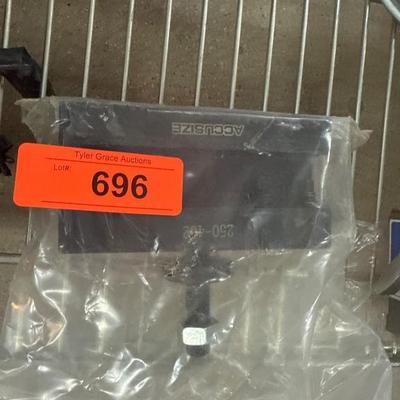 ACCUSIZE
Tyler Grace Auctions
Lot#:
696